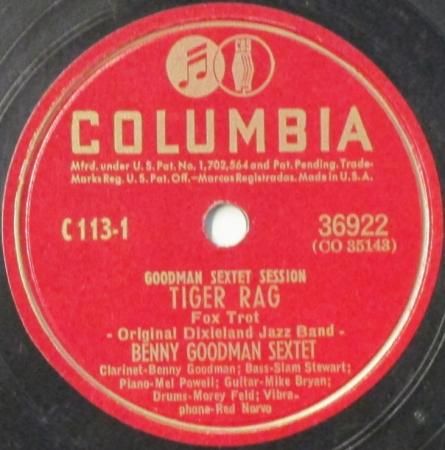 COLUMBIA
Mfrd. under U.S. Pat. No. 1,702,564 and Pat. Pending. Trade-
Marks Reg. U.S. Pat. Off.—Marcas Registradas. Made in U.S.A.
C 113-1
36922
(CO 35143)
GOODMAN SEXTET SESSION
TIGER RAG
Fox Trot
- Original Dixieland Jazz Band -
BENNY GOODMAN SEXTET
Clarinet-Benny Goodman; Bass-Slam Stewart;
Piano-Mel Powell; Guitar-Mike Bryan;
Drums-Morey Feld; Vibra-
phone-Red Norvo